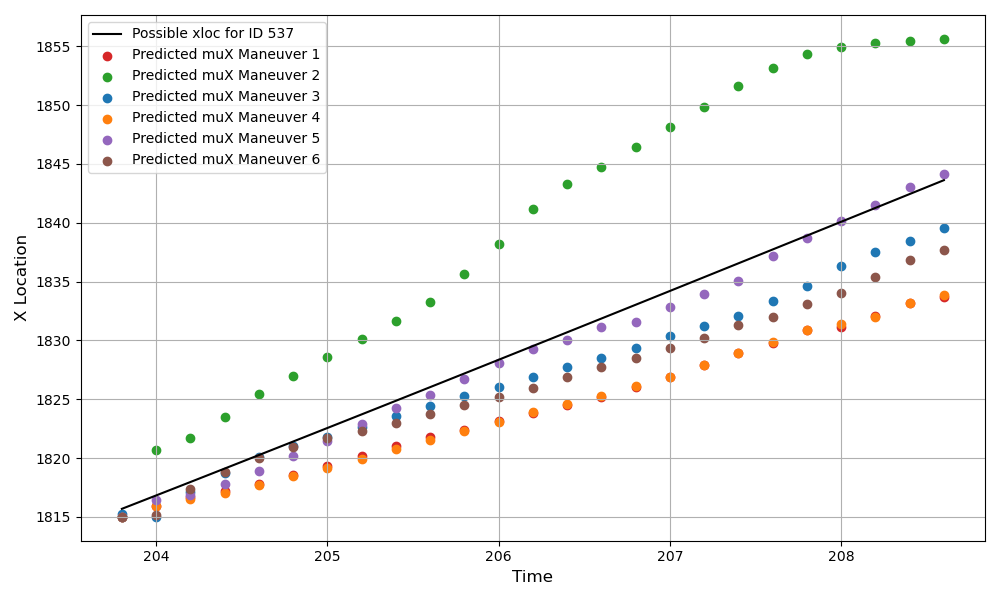 Possible xloc for ID 537
Predicted muX Maneuver 1
Predicted muX Maneuver 2
Predicted muX Maneuver 3
Predicted muX Maneuver 4
Predicted muX Maneuver 5
Predicted muX Maneuver 6
1855
1850
1845
1840
1835
1830
1825
1820
1815
X Location
204 205 206 207 208
Time